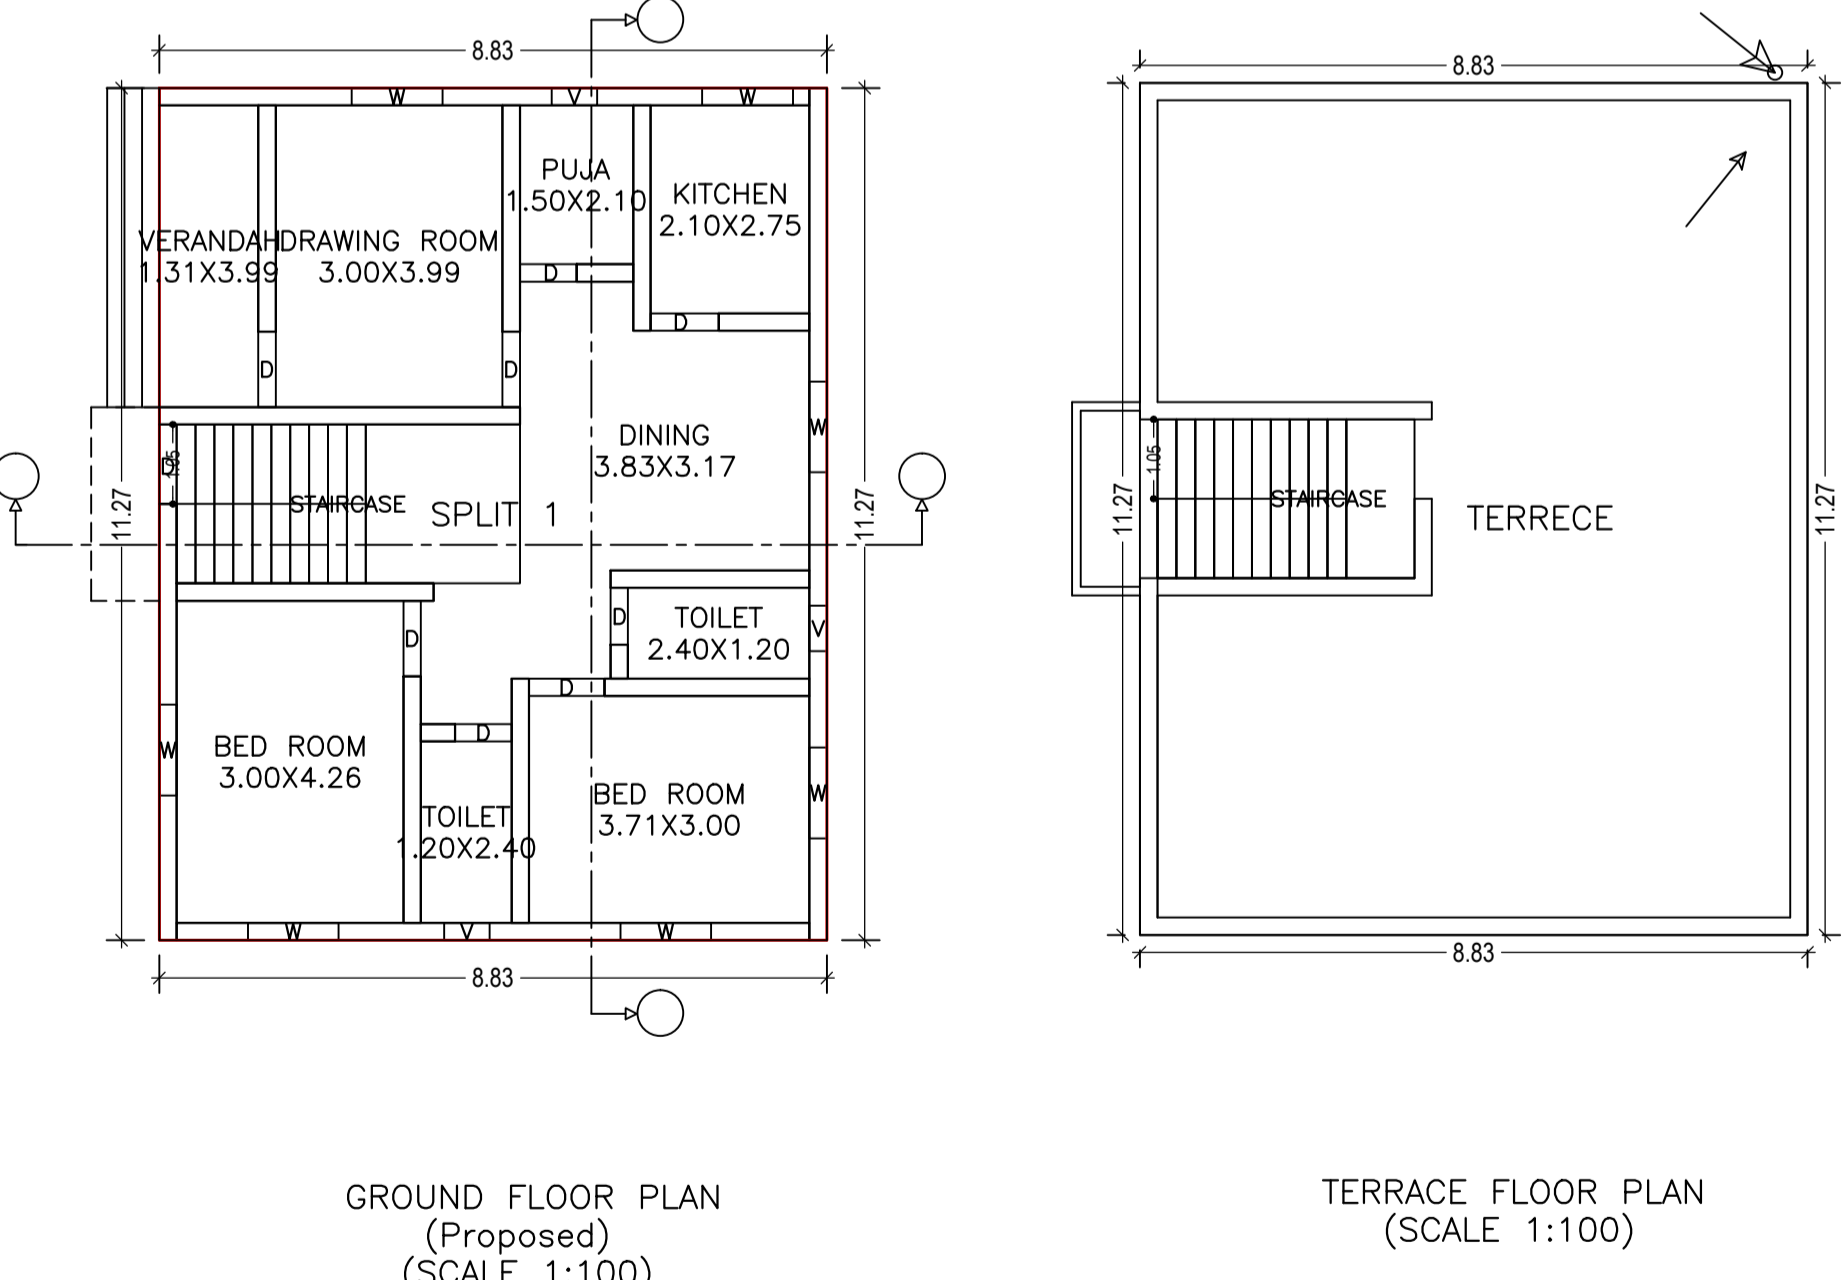 8.83
W
V
W
PUJA
1.50X2.10
KITCHEN
2.10X2.75
VERANDAH
1.31X3.99
DRAWING ROOM
3.00X3.99
D
D
D
D
DINING
3.83X3.17
W
D
1.05
STAIRCASE
SPLIT 1
11.27
11.27
TOILET
2.40X1.20
D
V
D
D
BED ROOM
3.00X4.26
W
D
TOILET
1.20X2.40
BED ROOM
3.71X3.00
W
W
V
W
8.83
GROUND FLOOR PLAN
(Proposed)
(SCALE 1:100)
8.83
1.05
STAIRCASE
TERRECE
11.27
11.27
8.83
TERRACE FLOOR PLAN
(SCALE 1:100)